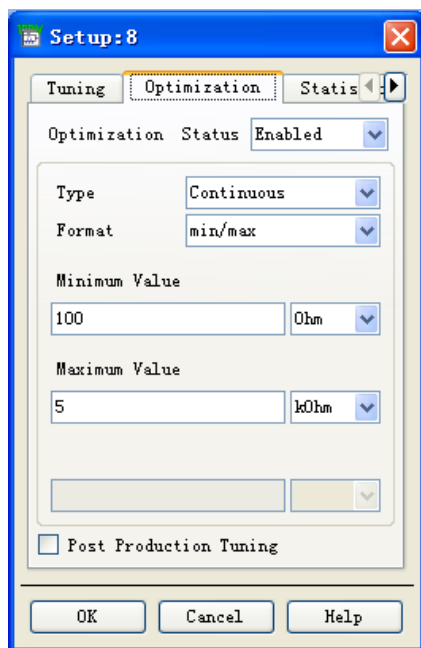 Setup:8
Tuning Optimization Statis
Optimization Status Enabled
Type Continuous
Format min/max
Minimum Value
100 Ohm
Maximum Value
5 kOhm
Post Production Tuning
OK Cancel Help